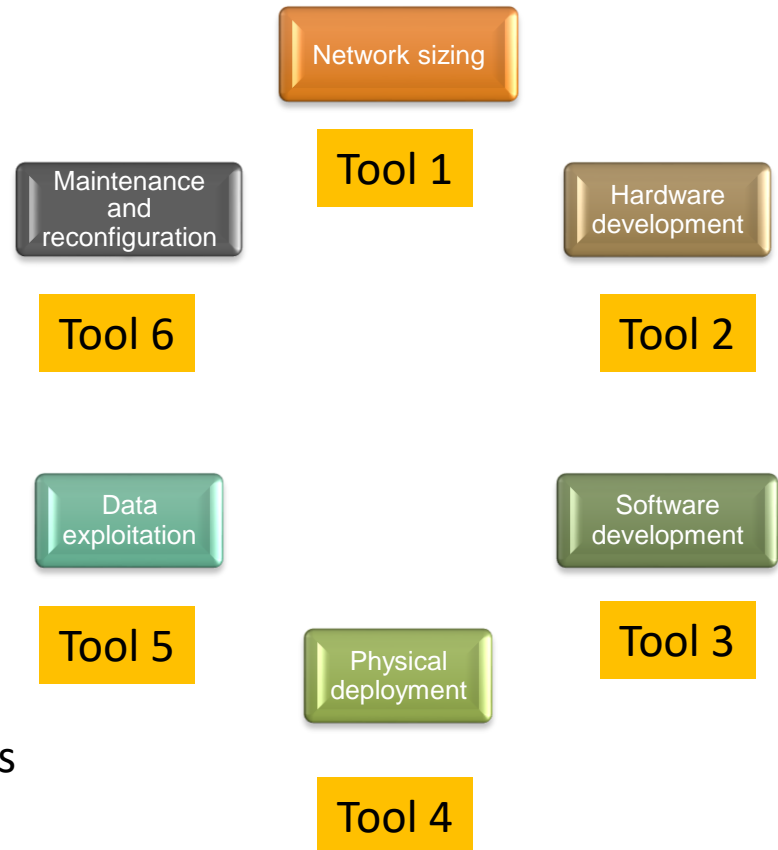 Network sizing
Tool 1
Maintenance
and
reconfiguration
Tool 6
Hardware
development
Tool 2
Data
exploitation
Tool 5
Software
development
Tool 3
Physical
deployment
Tool 4
s